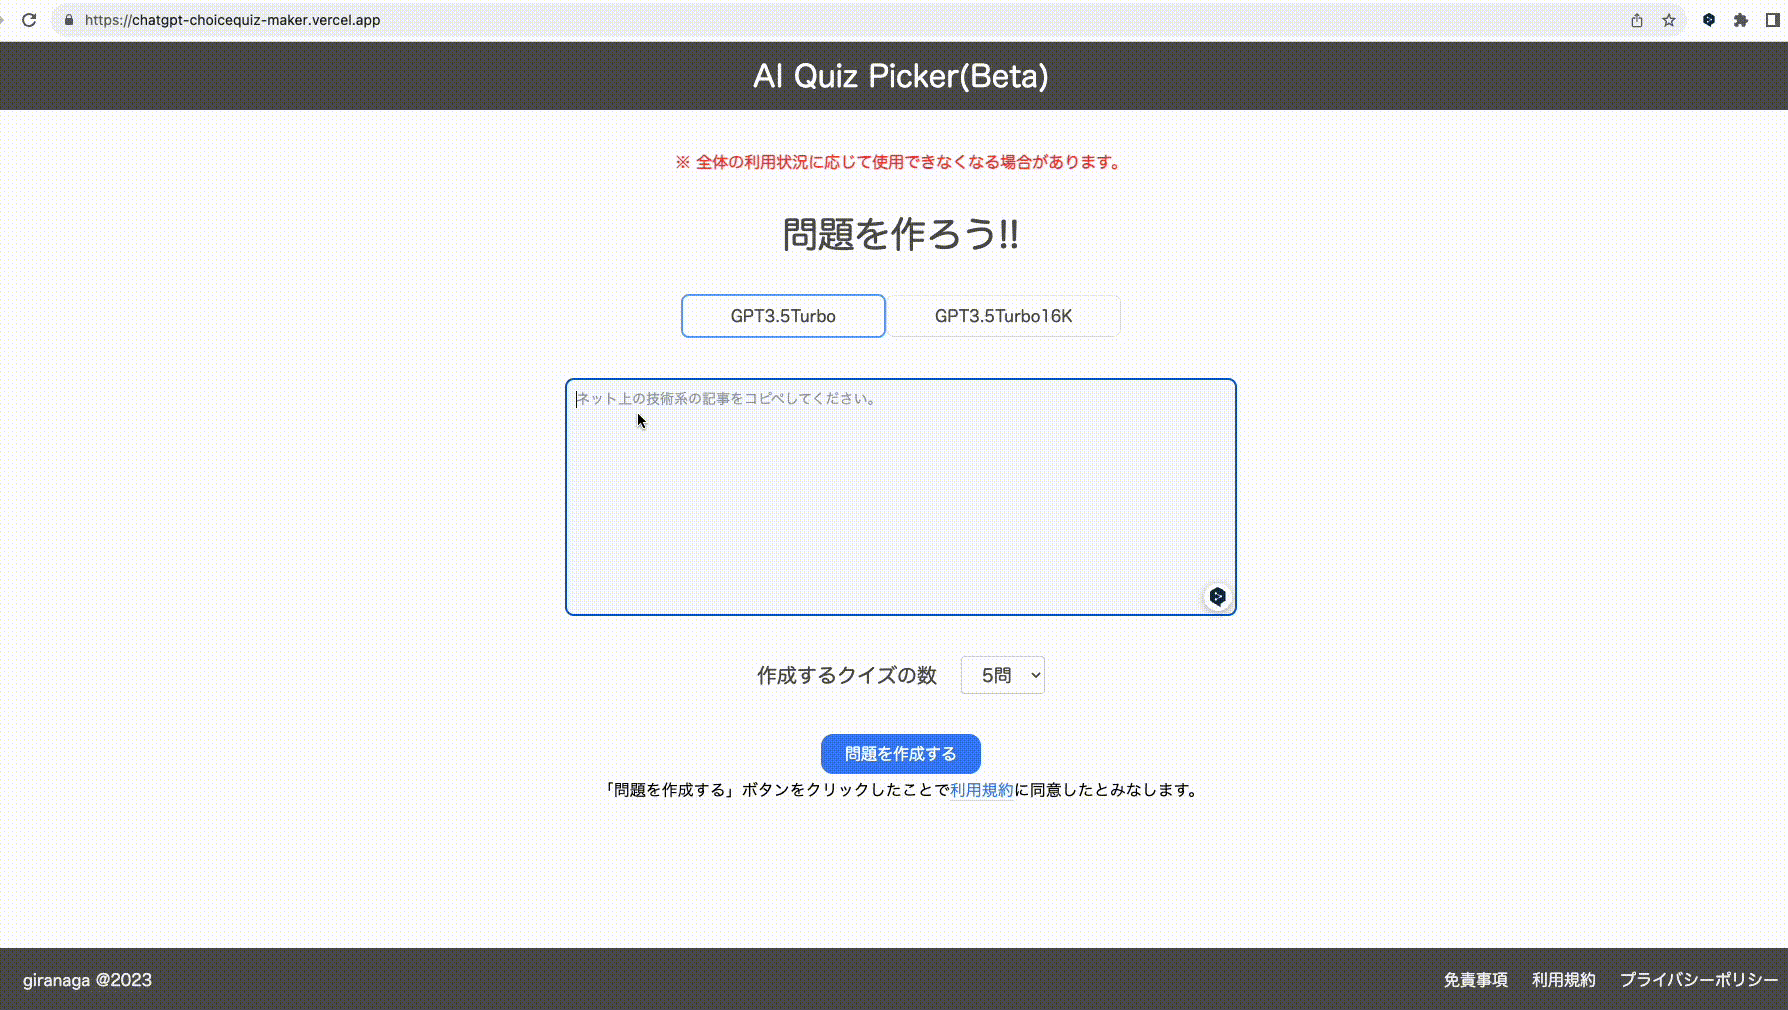 https://chatgpt-choicequiz-maker.vercel.app
AI Quiz Picker(Beta)
※ 全体の利用状況に応じて使用できなくなる場合があります。
問題を作ろう!!
GPT3.5Turbo
GPT3.5Turbo16K
ネット上の技術系の記事をコピペしてください。
作成するクイズの数
5問
問題を作成する
「問題を作成する」ボタンをクリックしたことで利用規約に同意したとみなします。
giranaga @2023
免責事項 利用規約 プライバシーポリシー